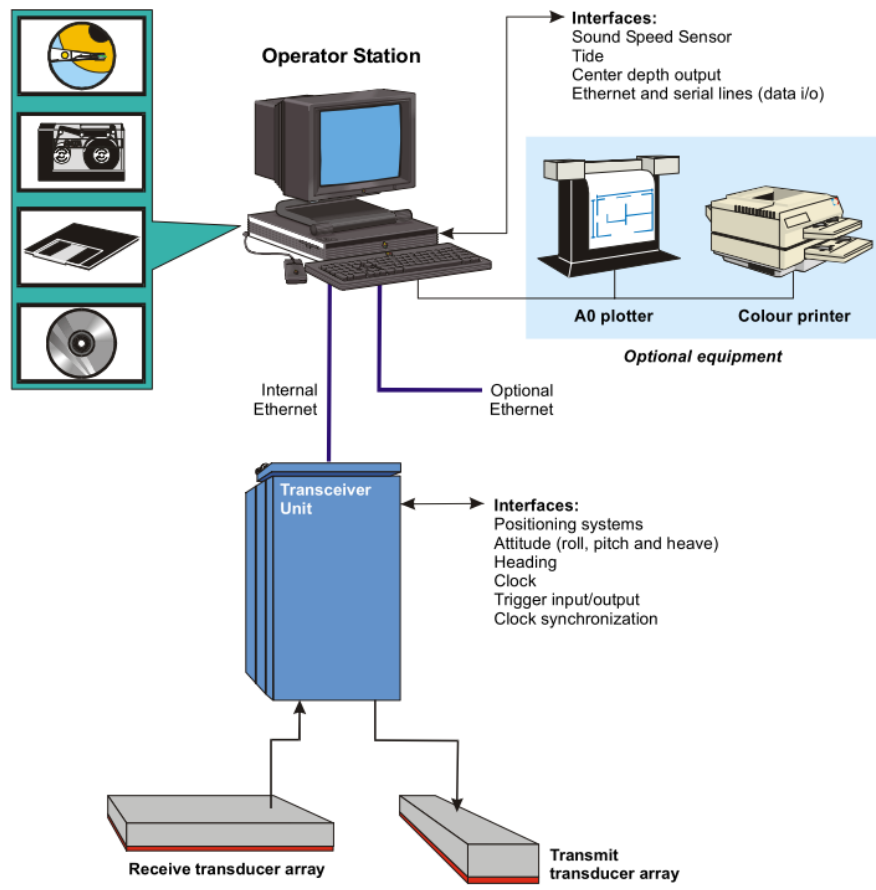 Interfaces:
Sound Speed Sensor
Tide
Center depth output
Ethernet and serial lines (data i/o)
Operator Station
A0 plotter
Colour printer
Optional equipment
Internal
Ethernet
Optional
Ethernet
Transceiver
Unit
Interfaces:
Positioning systems
Attitude (roll, pitch and heave)
Heading
Clock
Trigger input/output
Clock synchronization
Receive transducer array
Transmit
transducer array